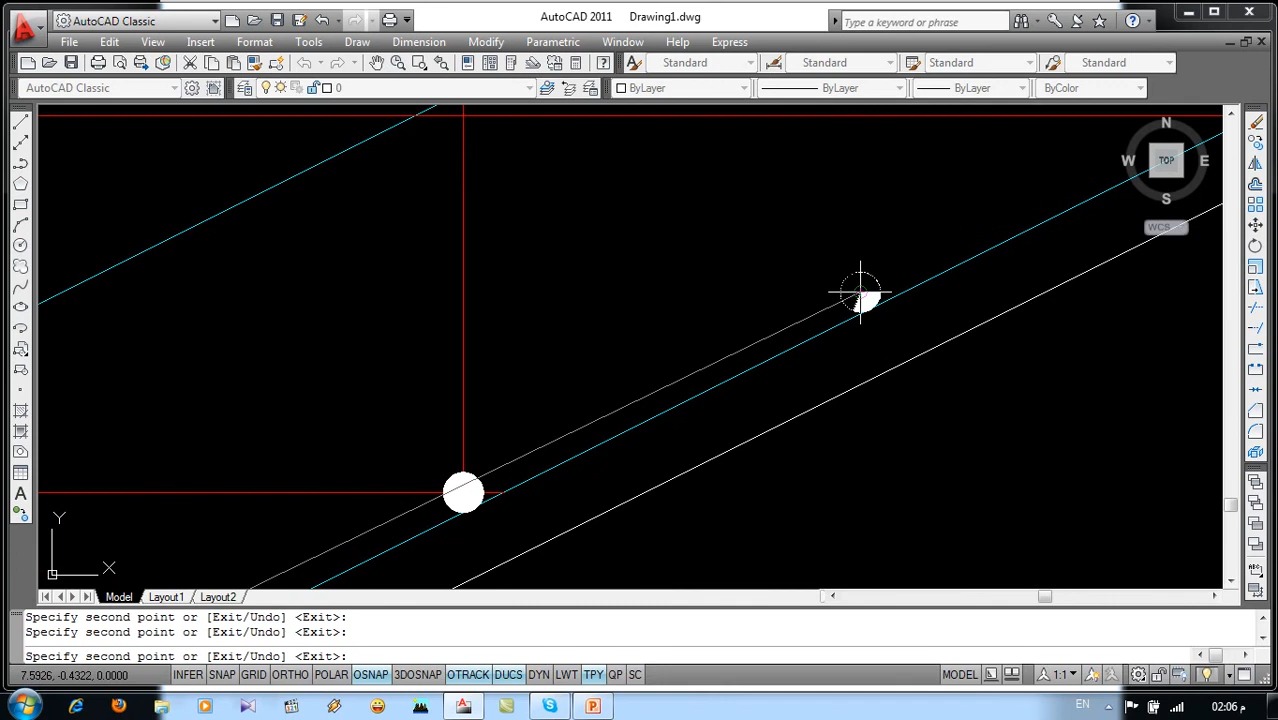 AutoCAD Classic
AutoCAD 2011 Drawing1.dwg
Type a keyword or phrase
File Edit View Insert Format Tools Draw Dimension Modify Parametric Window Help Express
Standard Standard Standard Standard
AutoCAD Classic 0 ByLayer ByLayer ByLayer ByColor
N
W TOP E
S
WCS
Y
X
Model Layout1 Layout2
Specify second point or [Exit/Undo] <Exit>:
Specify second point or [Exit/Undo] <Exit>:
Specify second point or [Exit/Undo] <Exit>:
7.5926, -0.4322, 0.0000 INFER SNAP GRID ORTHO POLAR OSNAP 3DOSNAP OTRACK DUCS DYN LWT TPY QP SC MODEL 1:1
EN 02:06 م